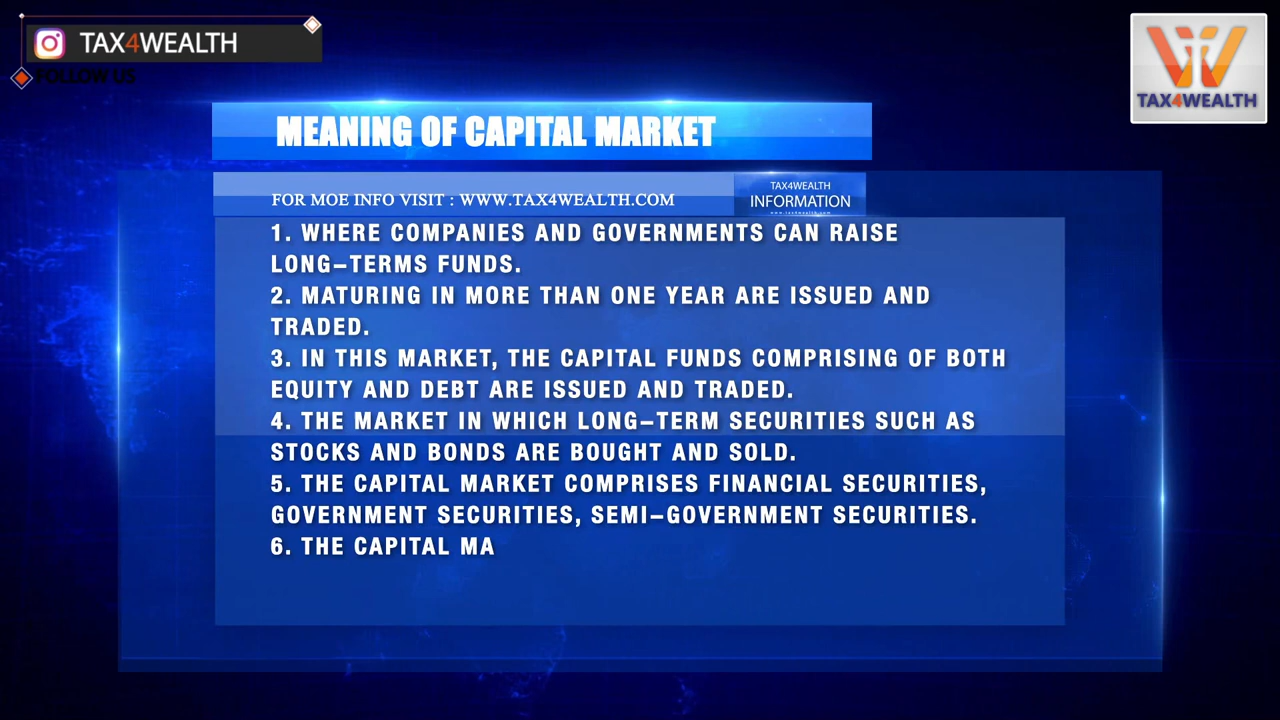 TAX4WEALTH
FOLLOW US
TAX4WEALTH
MEANING OF CAPITAL MARKET
FOR MOE INFO VISIT : WWW.TAX4WEALTH.COM
TAX4WEALTH
INFORMATION
www.tax4wealth.com
1. WHERE COMPANIES AND GOVERNMENTS CAN RAISE
LONG–TERMS FUNDS.
2. MATURING IN MORE THAN ONE YEAR ARE ISSUED AND
TRADED.
3. IN THIS MARKET, THE CAPITAL FUNDS COMPRISING OF BOTH
EQUITY AND DEBT ARE ISSUED AND TRADED.
4. THE MARKET IN WHICH LONG–TERM SECURITIES SUCH AS
STOCKS AND BONDS ARE BOUGHT AND SOLD.
5. THE CAPITAL MARKET COMPRISES FINANCIAL SECURITIES,
GOVERNMENT SECURITIES, SEMI–GOVERNMENT SECURITIES.
6. THE CAPITAL MA